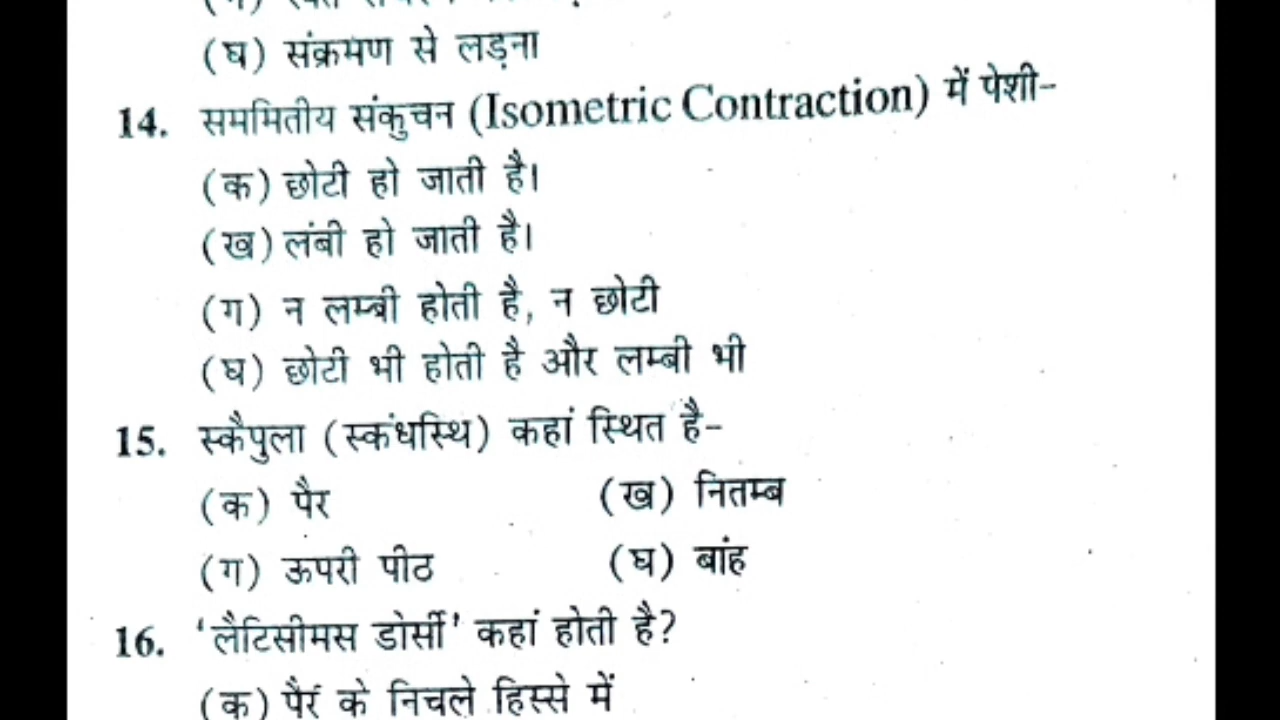 (घ) संक्रमण से लड़ना
14. सममितीय संकुचन (Isometric Contraction) में पेशी-
(क) छोटी हो जाती है।
(ख) लंबी हो जाती है।
(ग) न लम्बी होती है, न छोटी
(घ) छोटी भी होती है और लम्बी भी
15. स्कैपुला (स्कंधस्थि) कहां स्थित है-
(क) पैर (ख) नितम्ब
(ग) ऊपरी पीठ (घ) बांह
16. 'लैटिसीमस डोर्सी' कहां होती है?
(क) पैर के निचले हिस्से में